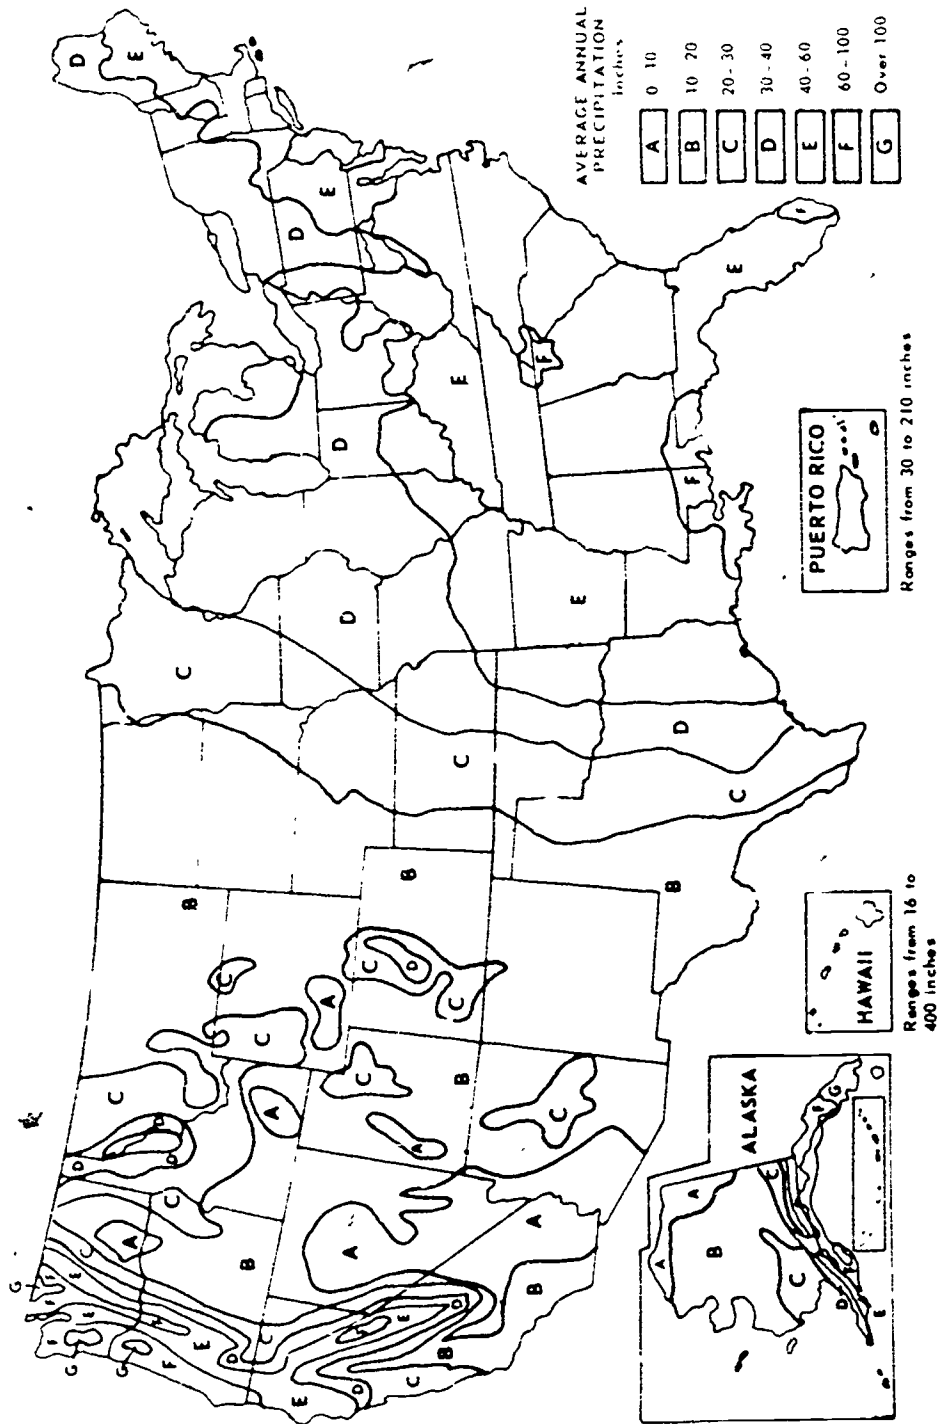 AVERAGE ANNUAL
PRECIPITATION
inches
A 0 10
B 10 20
C 20 - 30
D 30 - 40
E 40 - 60
F 60 - 100
G Over 100
G
G
G
F
F
F
E
E
E
D
C
C
A
B
D
D
D
C
C
B
C
C
A
A
C
D
C
B
C
A
B
C
A
A
B
B
C
D
E
E
D
C
B
C
D
C
C
D
B
E
D
E
F
F
E
F
D
E
D
E
ALASKA
A
A
B
C
D
E
E
F
G
HAWAII
Ranges from 16 to
400 inches
PUERTO RICO
Ranges from 30 to 210 inches